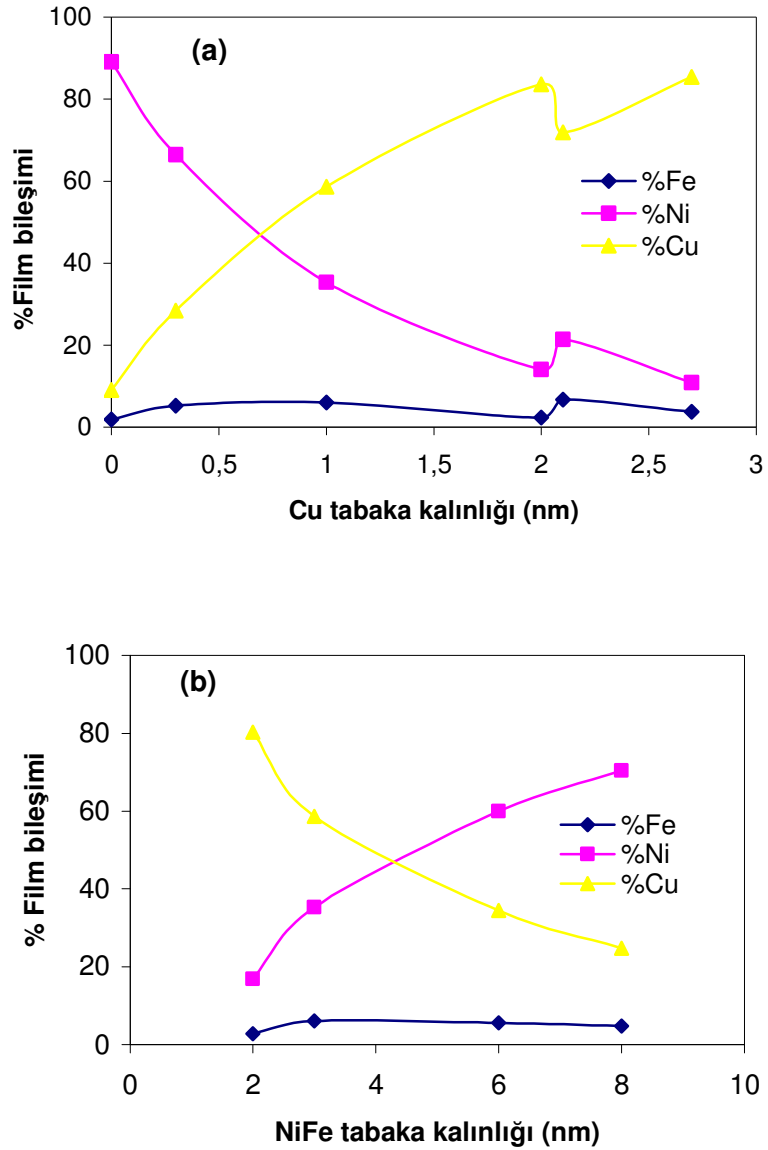 100
(a)
80
60
40
20
0
%Film bileşimi
%Fe
%Ni
%Cu
0 0,5 1 1,5 2 2,5 3
Cu tabaka kalınlığı (nm)
100
(b)
80
60
40
20
0
% Film bileşimi
%Fe
%Ni
%Cu
0 2 4 6 8 10
NiFe tabaka kalınlığı (nm)